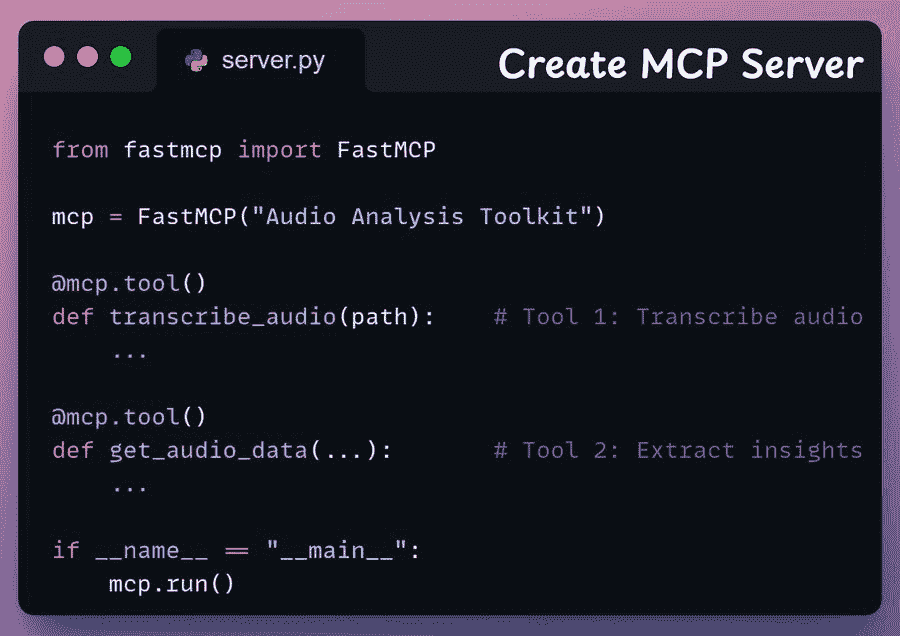 server.py
Create MCP Server
from fastmcp import FastMCP
mcp = FastMCP("Audio Analysis Toolkit")
@mcp.tool()
def transcribe_audio(path):    # Tool 1: Transcribe audio
    ...
@mcp.tool()
def get_audio_data(...):       # Tool 2: Extract insights
    ...
if __name__ == "__main__":
    mcp.run()